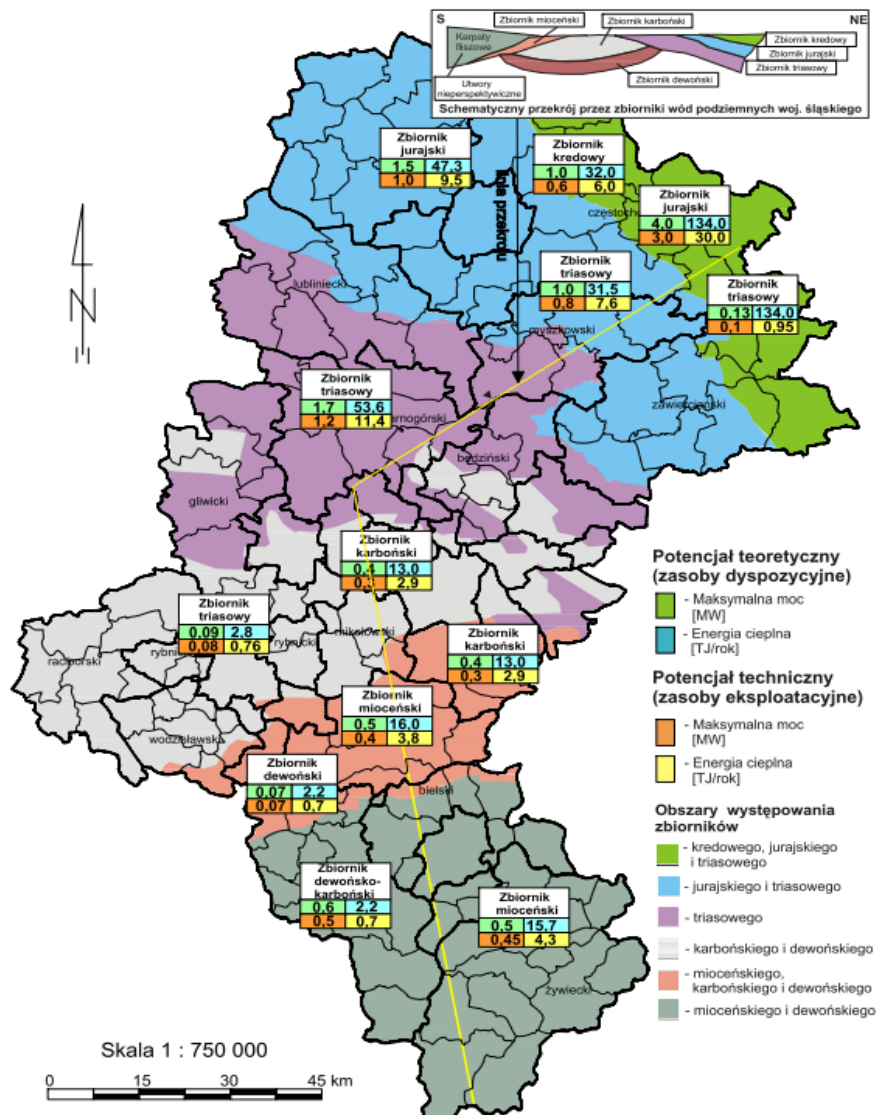 S
NE
Zbiornik mioceński
Zbiornik karboński
Karpaty
fliszowe
Zbiornik kredowy
Zbiornik jurajski
Zbiornik triasowy
Zbiornik dewoński
Utwory
nieperspektywiczne
Schematyczny przekrój przez zbiorniki wód podziemnych woj. śląskiego
Zbiornik
jurajski
1,5 47,3
1,0 9,5
Zbiornik
kredowy
1,0 32,0
0,6 6,0
linia przekroju
częstoch
Zbiornik
jurajski
4,0 134,0
3,0 30,0
Zbiornik
triasowy
1,0 31,5
0,8 7,6
Zbiornik
triasowy
0,13 134,0
0,1 0,95
N
lubliniecki
myszkowski
Zbiornik
triasowy
1,7 53,6
1,2 11,4
arnogórski
zawierciański
będziński
gliwicki
Zbiornik
karboński
0,4 13,0
0,3 2,9
Zbiornik
triasowy
0,09 2,8
0,08 0,76
raciborski
rybni
rybnicki
mikołowski
Zbiornik
karboński
0,4 13,0
0,3 2,9
Zbiornik
mioceński
0,5 16,0
0,4 3,8
wodzisławski
Zbiornik
dewoński
0,07 2,2
0,07 0,7
bielski
Zbiornik
dewońsko-
karboński
0,6 2,2
0,5 0,7
Zbiornik
mioceński
0,5 15,7
0,45 4,3
żywiecki
Potencjał teoretyczny
(zasoby dyspozycyjne)
- Maksymalna moc
[MW]
- Energia cieplna
[TJ/rok]
Potencjał techniczny
(zasoby eksploatacyjne)
- Maksymalna moc
[MW]
- Energia cieplna
[TJ/rok]
Obszary występowania
zbiorników
- kredowego, jurajskiego
i triasowego
- jurajskiego i triasowego
- triasowego
- karbońskiego i dewońskiego
- mioceńskiego,
karbońskiego i dewońskiego
- mioceńskiego i dewońskiego
Skala 1 : 750 000
0 15 30 45 km